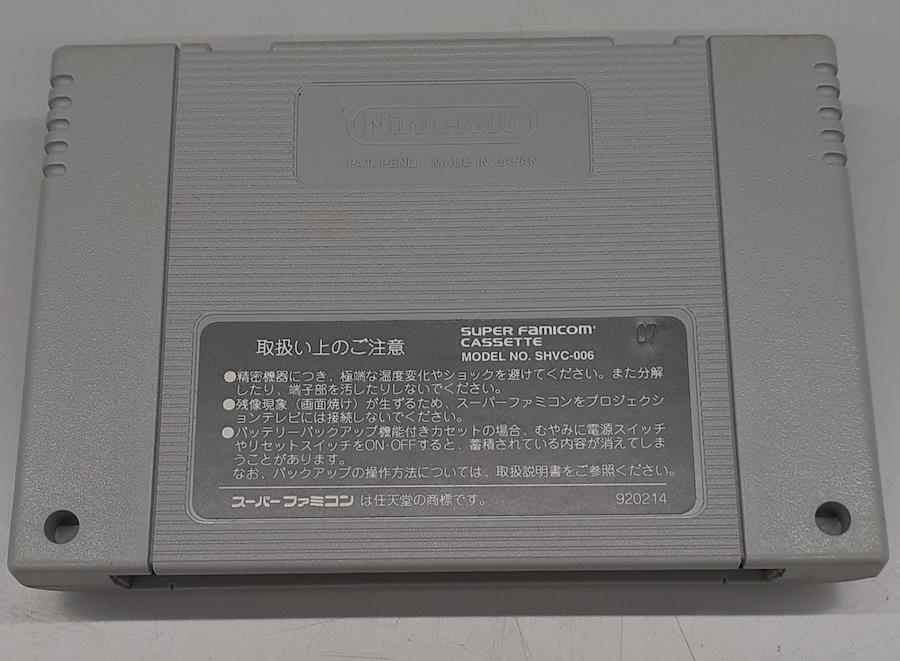 Nintendo®
PAT. PEND. MADE IN JAPAN
取扱い上のご注意
SUPER FAMICOM®
CASSETTE
MODEL NO. SHVC-006
07
●精密機器につき、極端な温度変化やショックを避けてください。また分解
したり、端子部を汚したりしないでください。
●残像現象（画面焼け）が生ずるため、スーパーファミコンをプロジェクシ
ョンテレビには接続しないでください。
●バッテリーバックアップ機能付きカセットの場合、むやみに電源スイッチ
やリセットスイッチをON・OFFすると、蓄積されている内容が消えてしま
うことがあります。
なお、バックアップの操作方法については、取扱説明書をご参照ください。
スーパーファミコン は任天堂の商標です。
920214